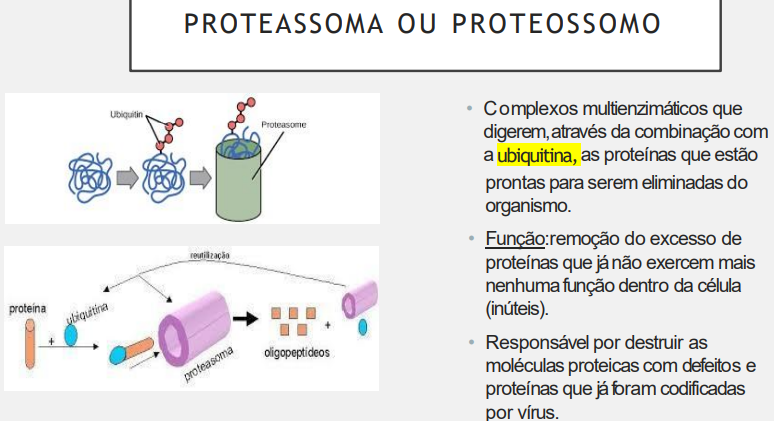 PROTEASSOMA OU PROTEOSSOMO
Ubiquitin
Proteasome
reutilização
proteína
ubiquitina
+
proteasoma
oligopeptídeos
+
• Complexos multienzimáticos que
digerem, através da combinação com
a ubiquitina, as proteínas que estão
prontas para serem eliminadas do
organismo.
• Função:remoção do excesso de
proteínas que já não exercem mais
nenhuma função dentro da célula
(inúteis).
• Responsável por destruir as
moléculas proteicas com defeitos e
proteínas que já foram codificadas
por vírus.